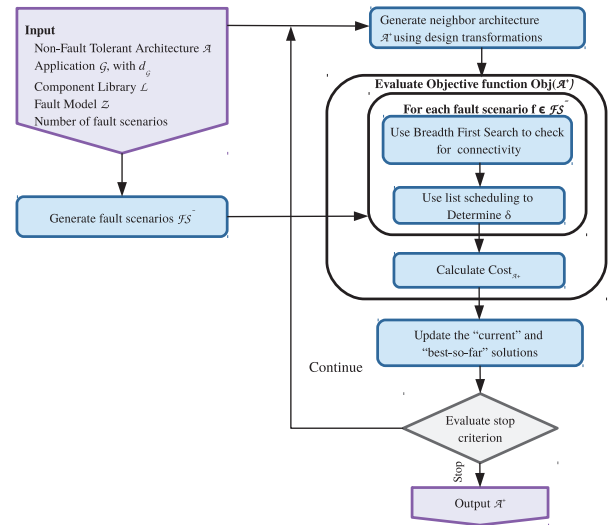 Input
Non-Fault Tolerant Architecture 𝒜
Application 𝒢, with d𝒢
Component Library ℒ
Fault Model 𝒵
Number of fault scenarios
Generate fault scenarios ℱ𝒮⁻
Generate neighbor architecture
𝒜⁺ using design transformations
Evaluate Objective function Obj(𝒜⁺)
For each fault scenario f ϵ ℱ𝒮⁻
Use Breadth First Search to check
for connectivity
Use list scheduling to
Determine δ
Calculate Cost𝒜+
Update the “current” and
“best-so-far” solutions
Continue
Evaluate stop
criterion
Stop
Output 𝒜⁺